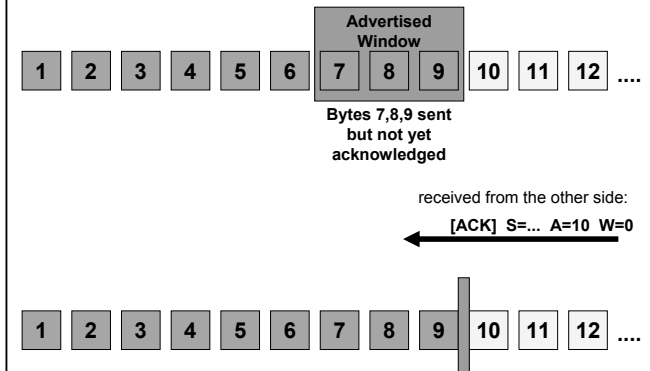 Advertised
Window
1 2 3 4 5 6 7 8 9 10 11 12 ....
Bytes 7,8,9 sent
but not yet
acknowledged
received from the other side:
[ACK] S=... A=10 W=0
1 2 3 4 5 6 7 8 9 10 11 12 ....